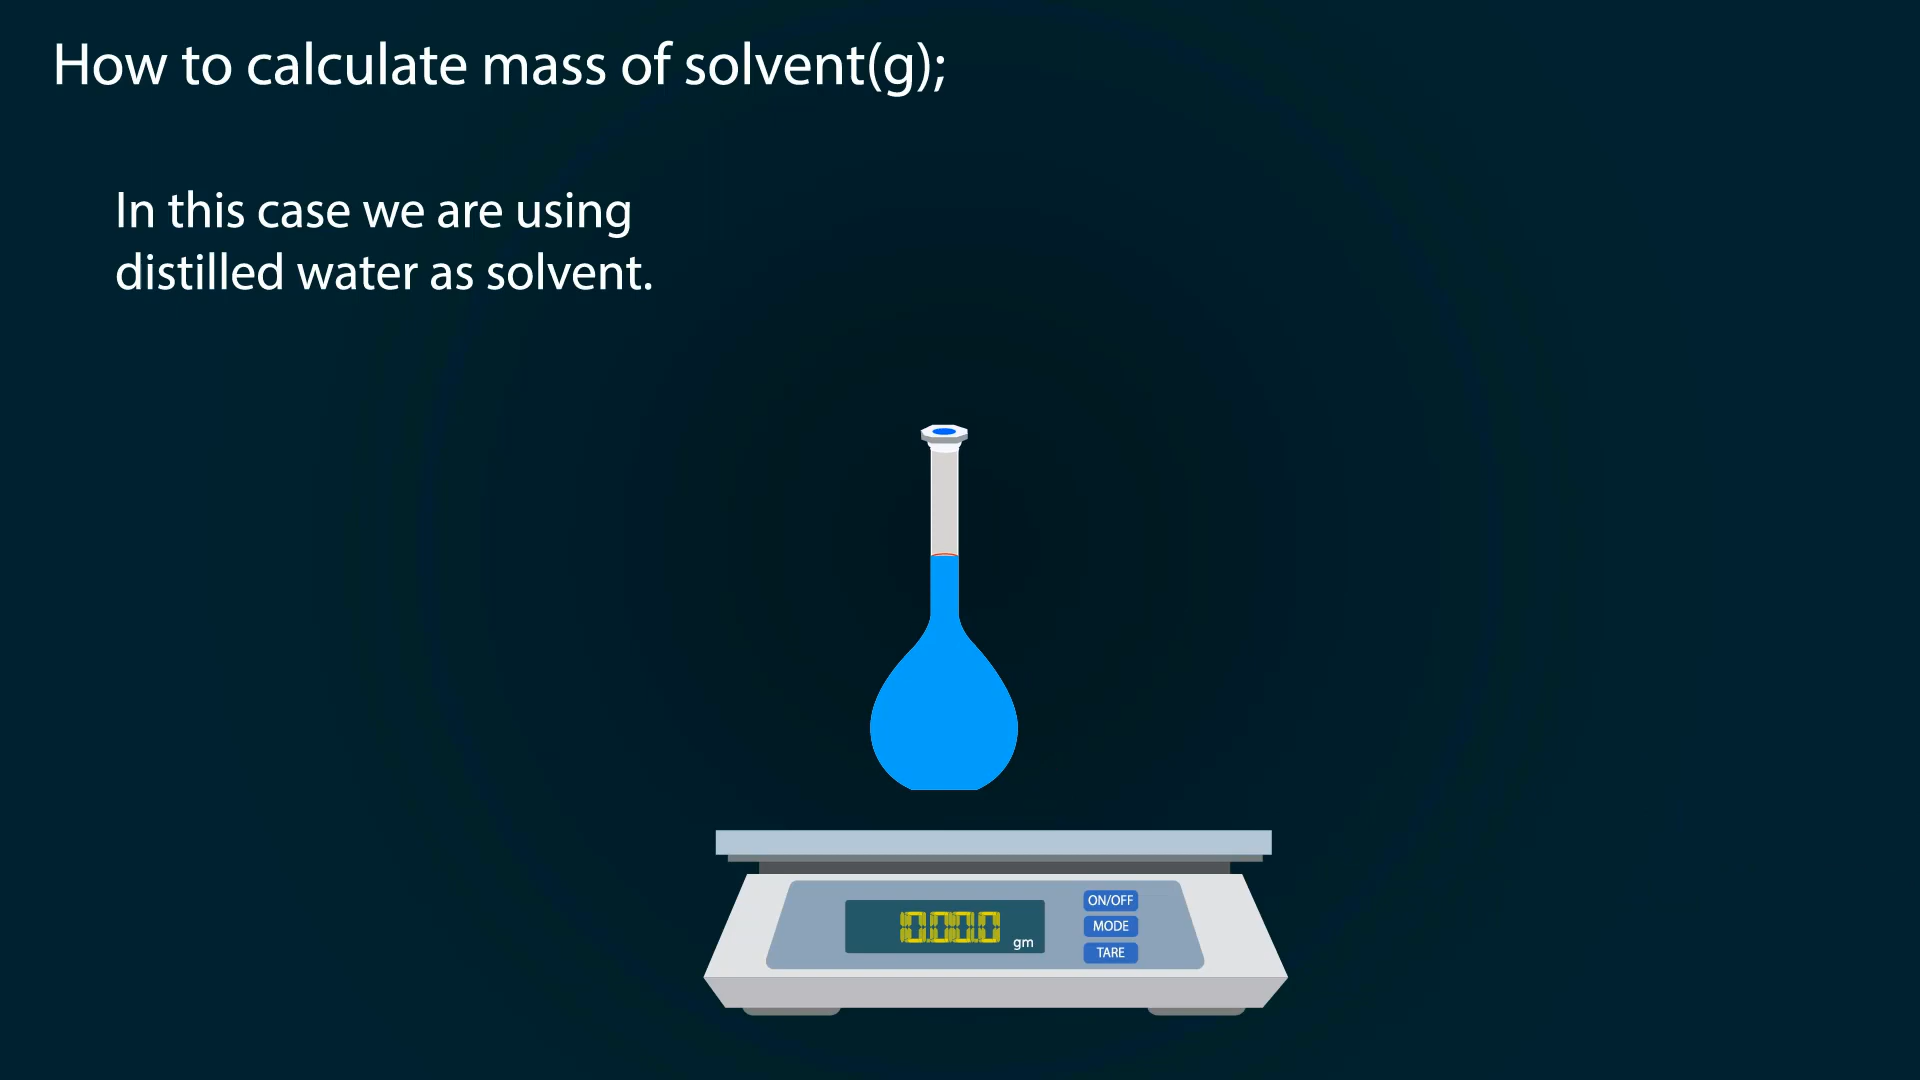 How to calculate mass of solvent(g);
In this case we are using
distilled water as solvent.
ON/OFF
MODE
TARE
0.000
gm